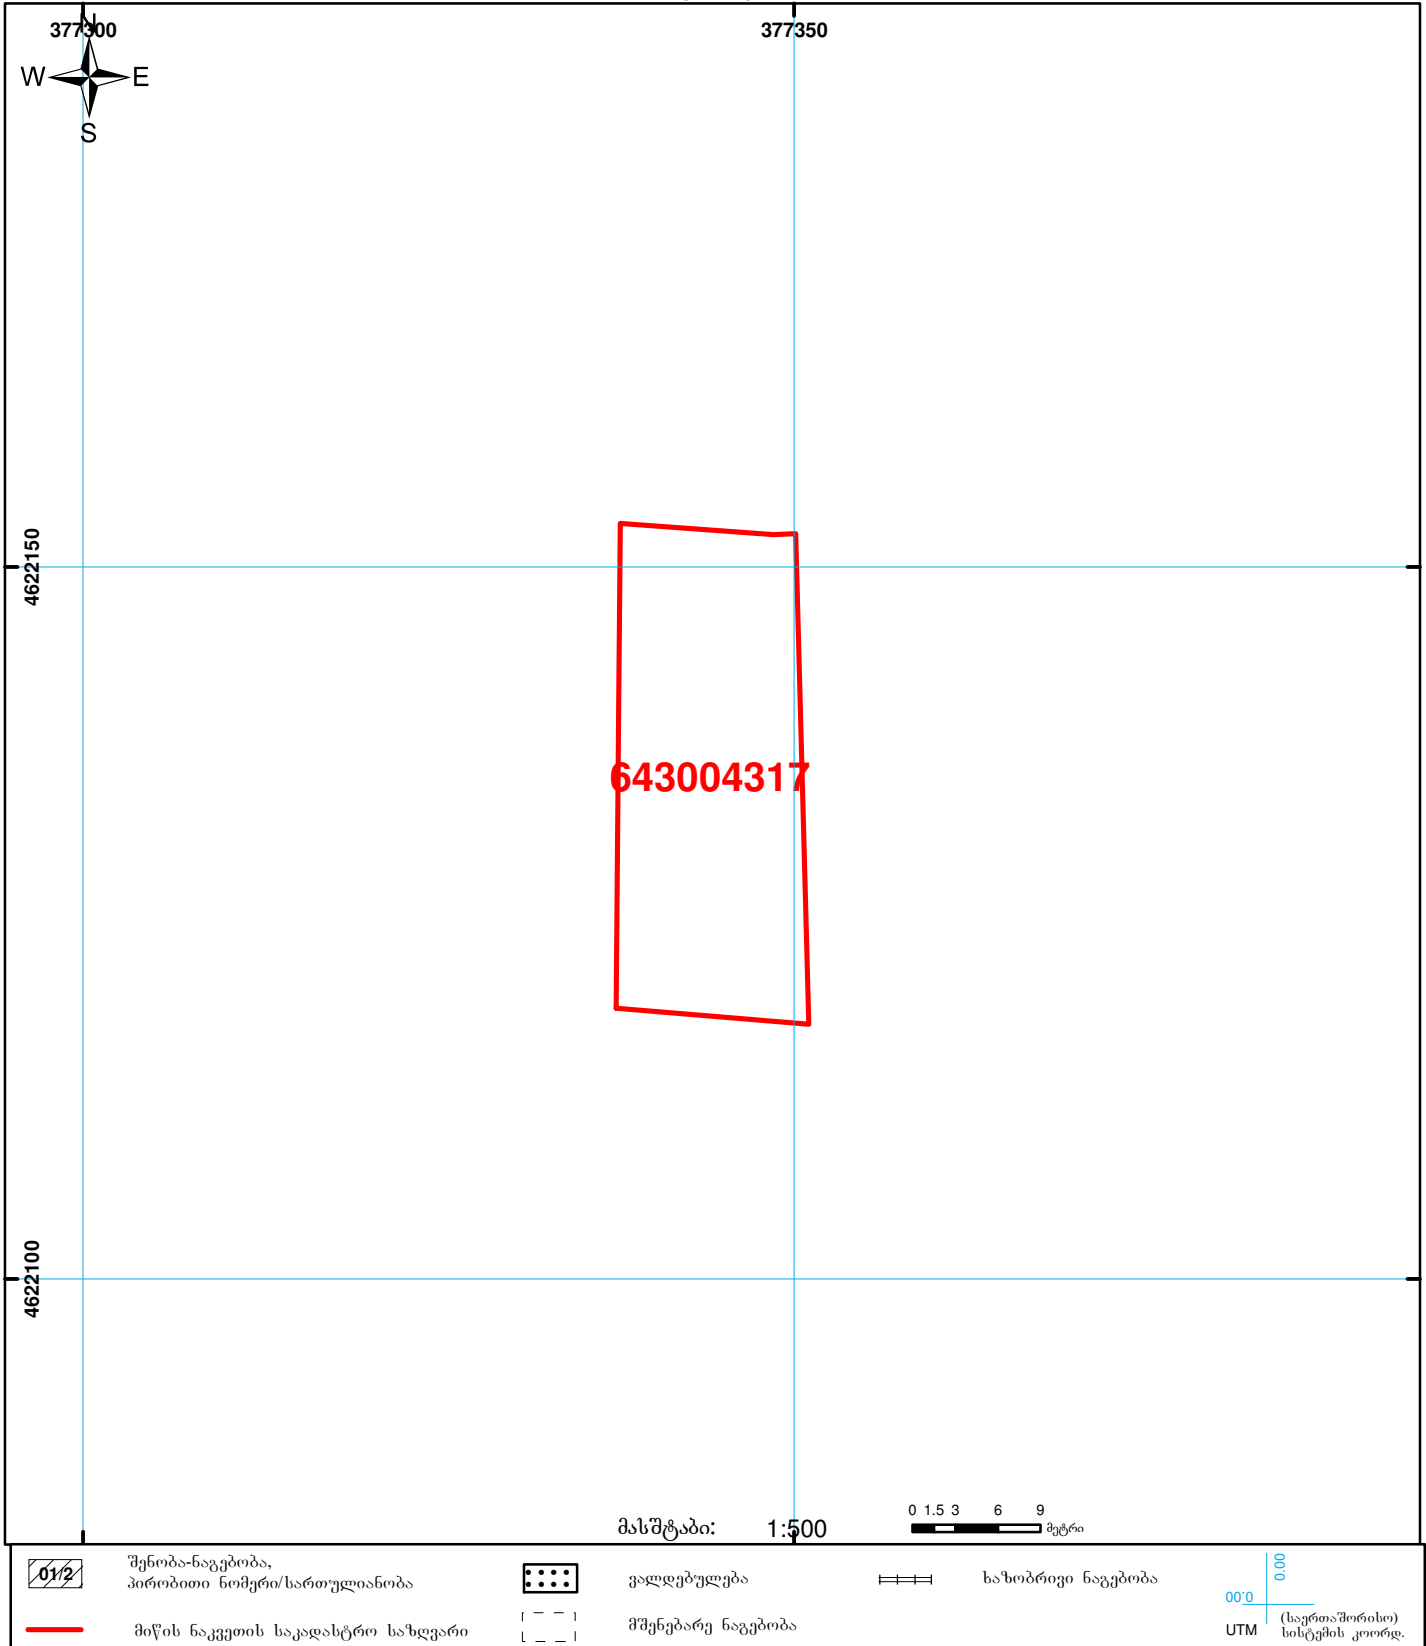 377300
377350
N
W
E
S
4622150
643004317
4622100
მასშტაბი: 1:500
0 1.5 3 6 9
მეტრი
01/2
შენობა-ნაგებობა,
პირობითი ნომერი/სართულიანობა
ვალდებულება
ხაზობრივი ნაგებობა
მიწის ნაკვეთის საკადასტრო საზღვარი
მშენებარე ნაგებობა
0.00
00.0
UTM
(საერთაშორისო)
სისტემის კოორდ.